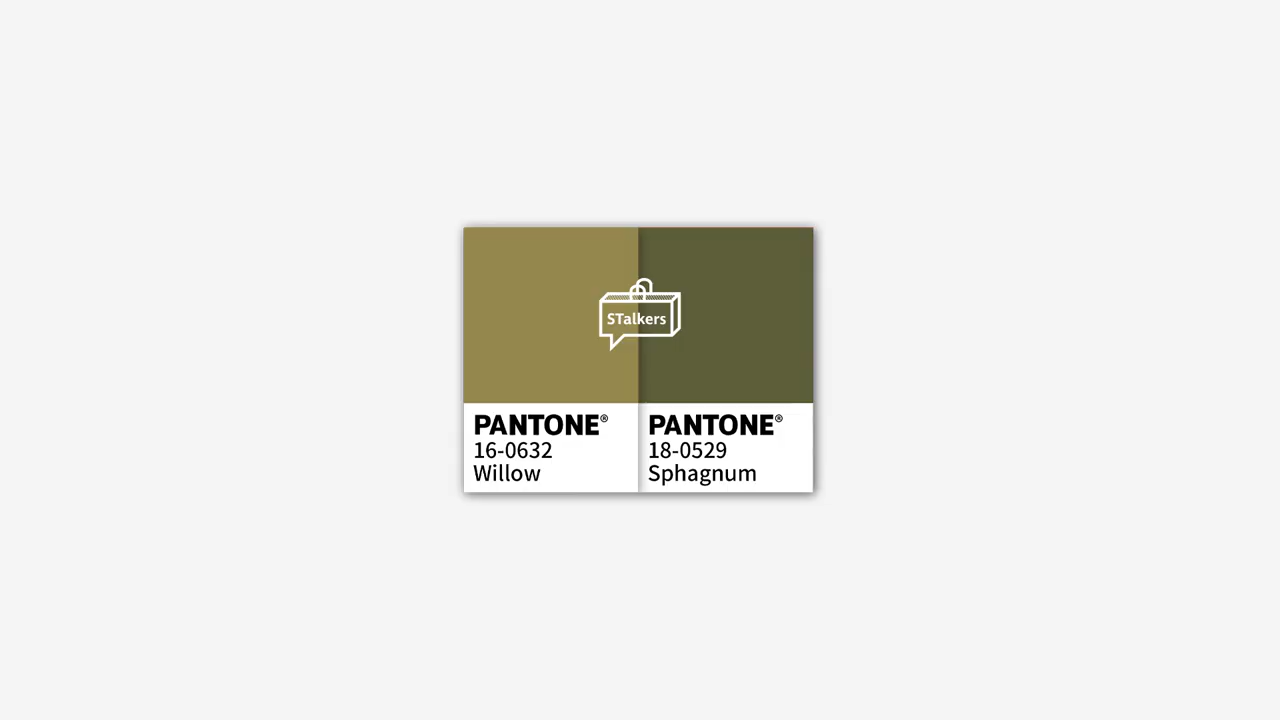 STalkers
PANTONE®
16-0632
Willow
PANTONE®
18-0529
Sphagnum